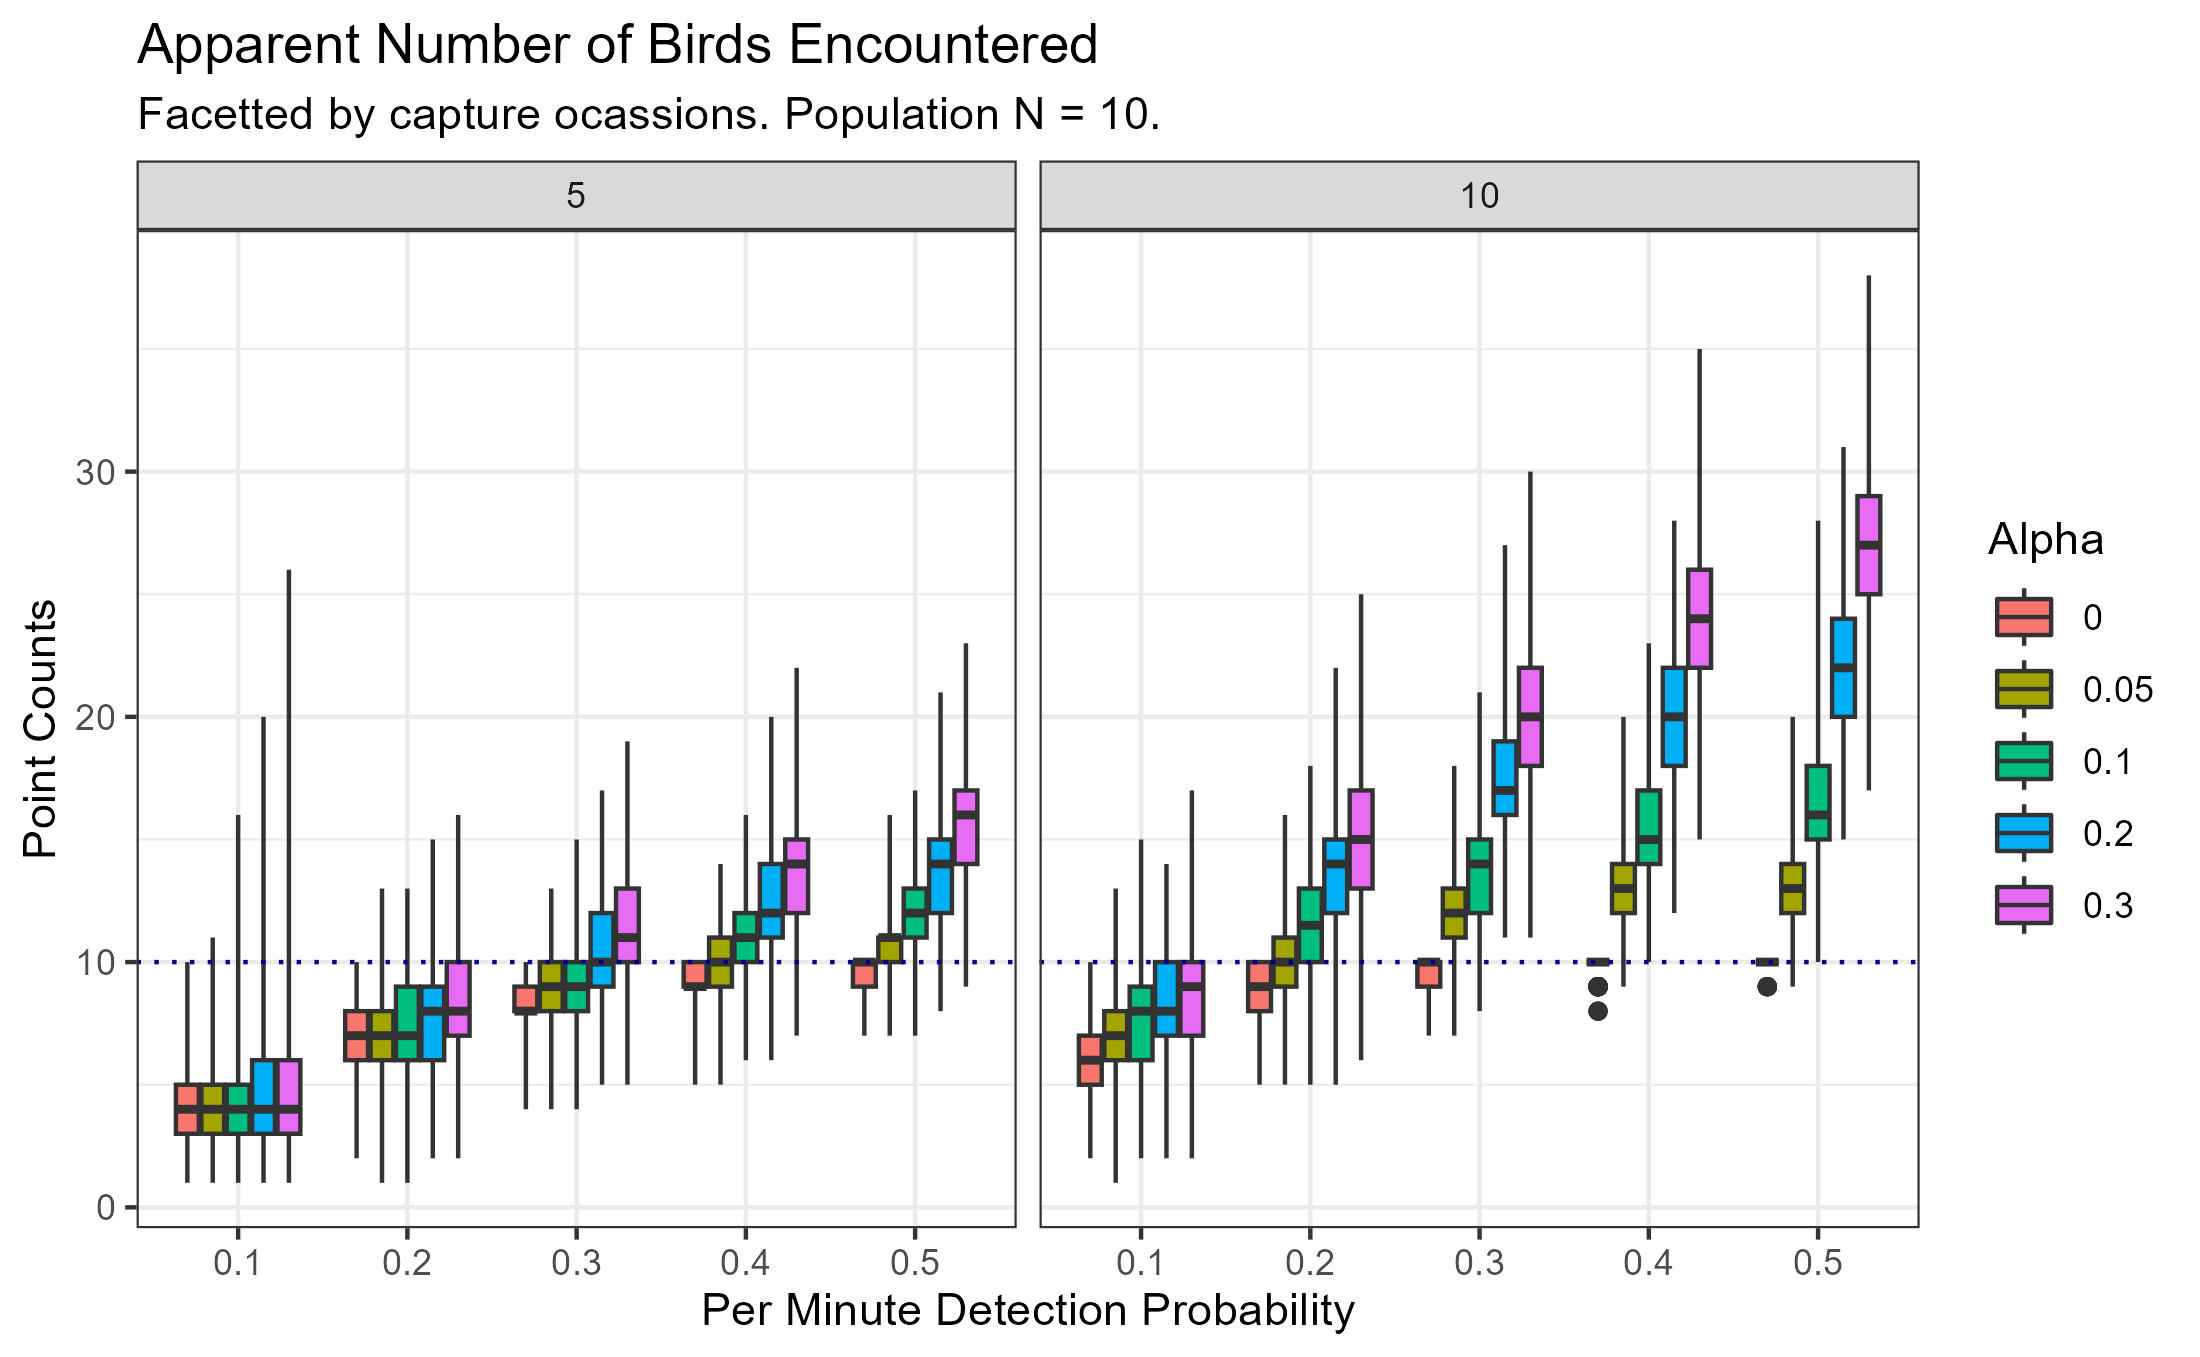 Apparent Number of Birds Encountered
Facetted by capture ocassions. Population N = 10.
5
10
Point Counts
30
20
10
0
0.1 0.2 0.3 0.4 0.5
0.1 0.2 0.3 0.4 0.5
Per Minute Detection Probability
Alpha
0
0.05
0.1
0.2
0.3